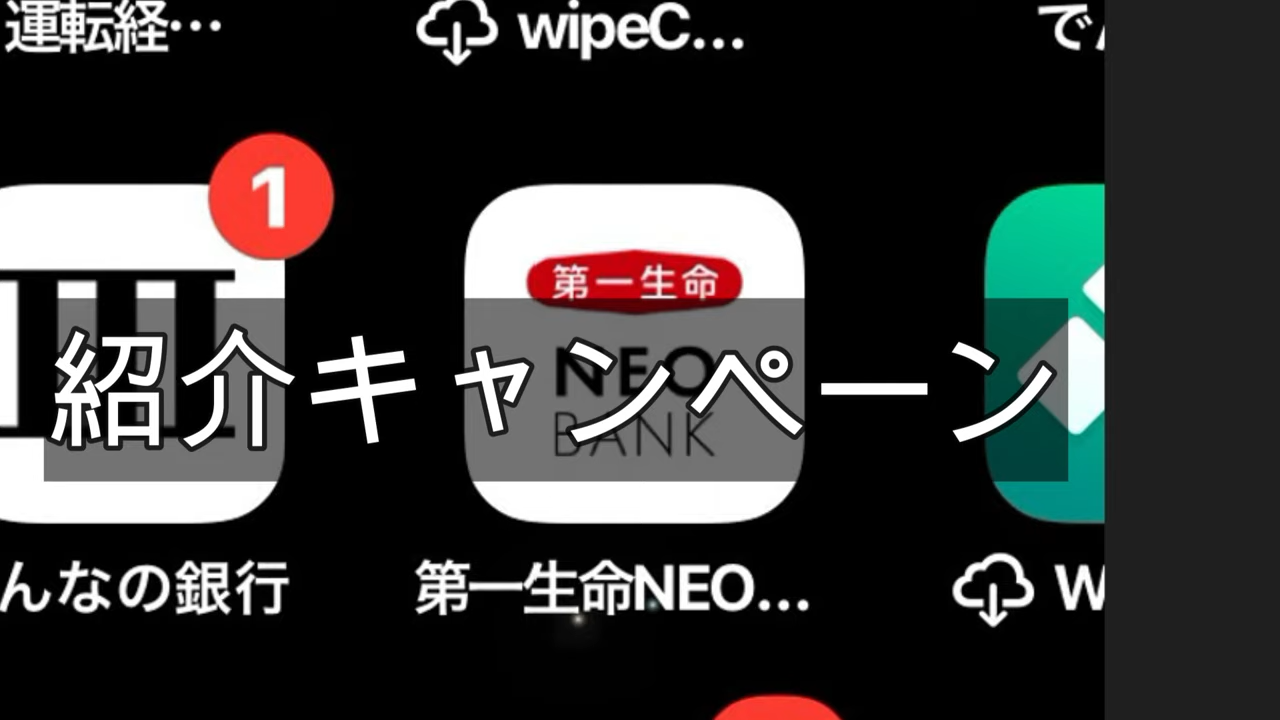 運転経…
wipeC...
で
1
第一生命
NEO
BANK
紹介キャンペーン
んなの銀行
第一生命NEO...
W